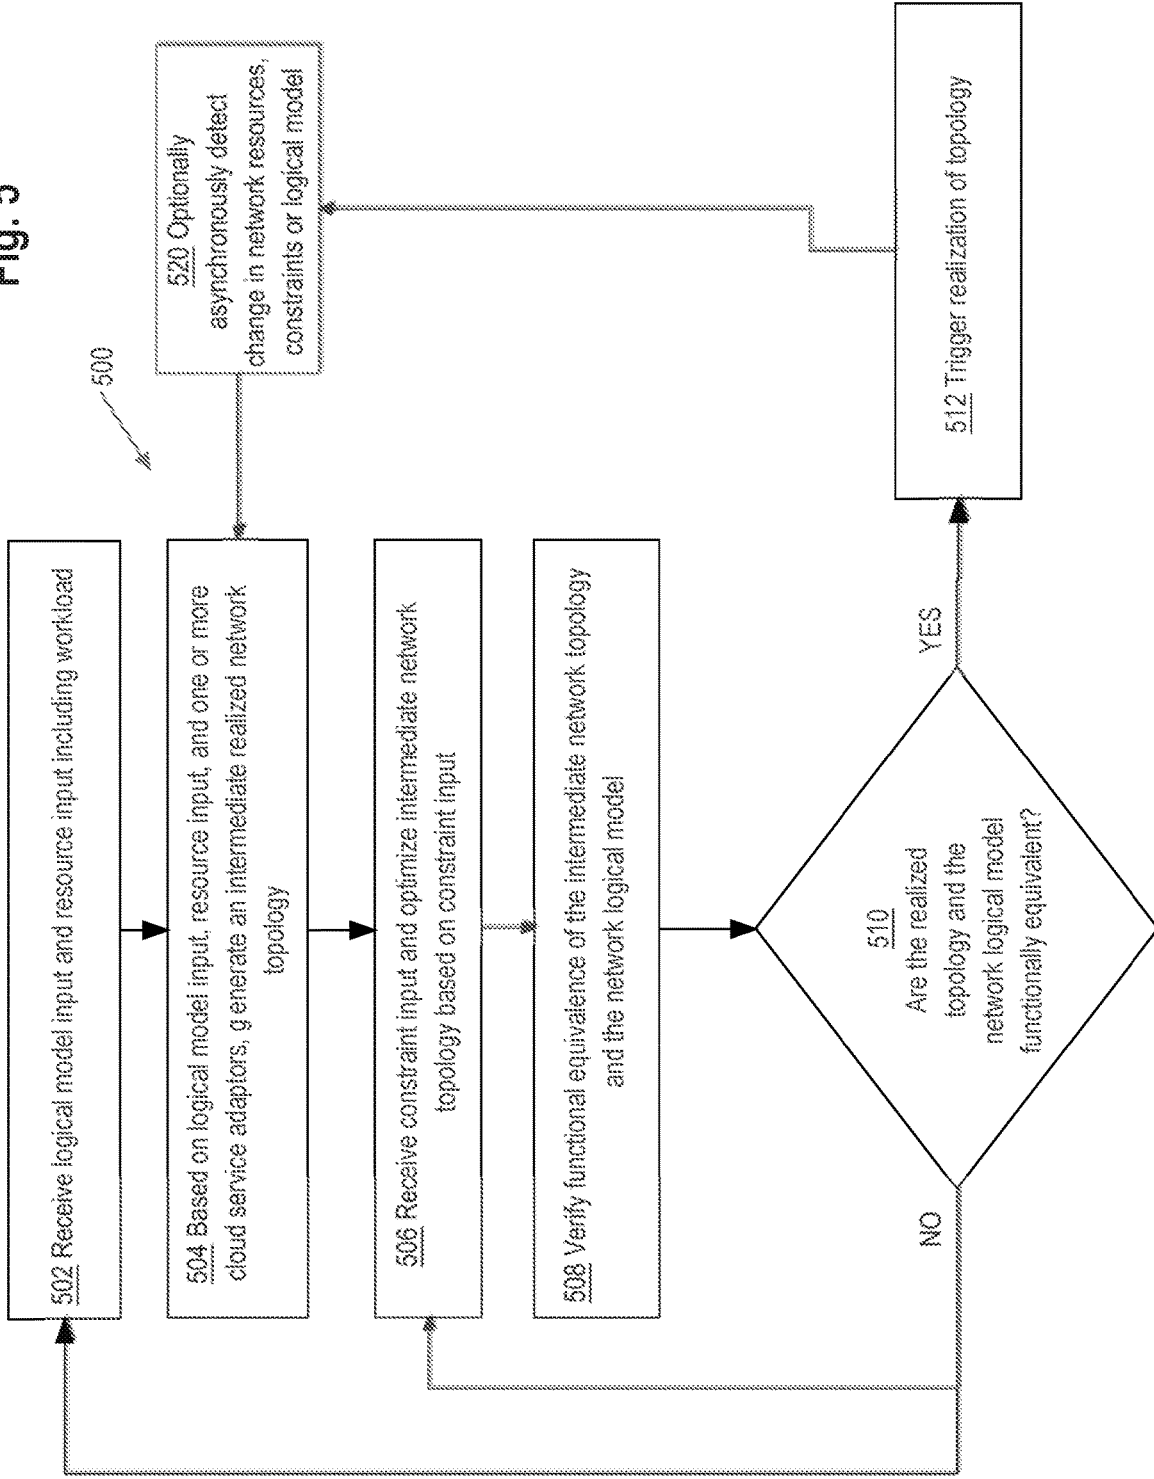 Fig. 5
500
502 Receive logical model input and resource input including workload
504 Based on logical model input, resource input, and one or more
cloud service adaptors, g enerate an intermediate realized network
topology
520 Optionally
asynchronously detect
change in network resources,
constraints or logical model
506 Receive constraint input and optimize intermediate network
topology based on constraint input
508 Verify functional equivalence of the intermediate network topology
and the network logical model
510
Are the realized
topology and the
network logical model
functionally equivalent?
NO
YES
512 Trigger realization of topology